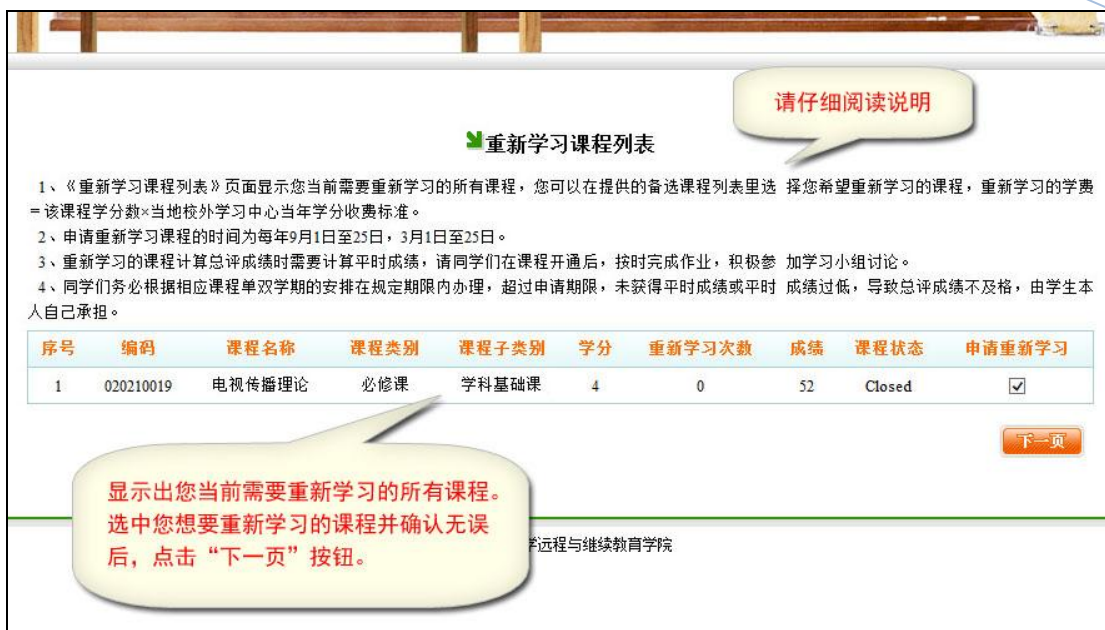 请仔细阅读说明
重新学习课程列表
1、《重新学习课程列表》页面显示您当前需要重新学习的所有课程，您可以在提供的备选课程列表里选 择您希望重新学习的课程，重新学习的学费
=该课程学分数×当地校外学习中心当年学分收费标准。
2、申请重新学习课程的时间为每年9月1日至25日，3月1日至25日。
3、重新学习的课程计算总评成绩时需要计算平时成绩，请同学们在课程开通后，按时完成作业，积极参 加学习小组讨论。
4、同学们务必根据相应课程单双学期的安排在规定期限内办理，超过申请期限，未获得平时成绩或平时 成绩过低，导致总评成绩不及格，由学生本
人自己承担。
序号 编码 课程名称 课程类别 课程子类别 学分 重新学习次数 成绩 课程状态 申请重新学习
1 020210019 电视传播理论 必修课 学科基础课 4 0 52 Closed
下一页
显示出您当前需要重新学习的所有课程。
选中您想要重新学习的课程并确认无误
后，点击“下一页”按钮。
学远程与继续教育学院